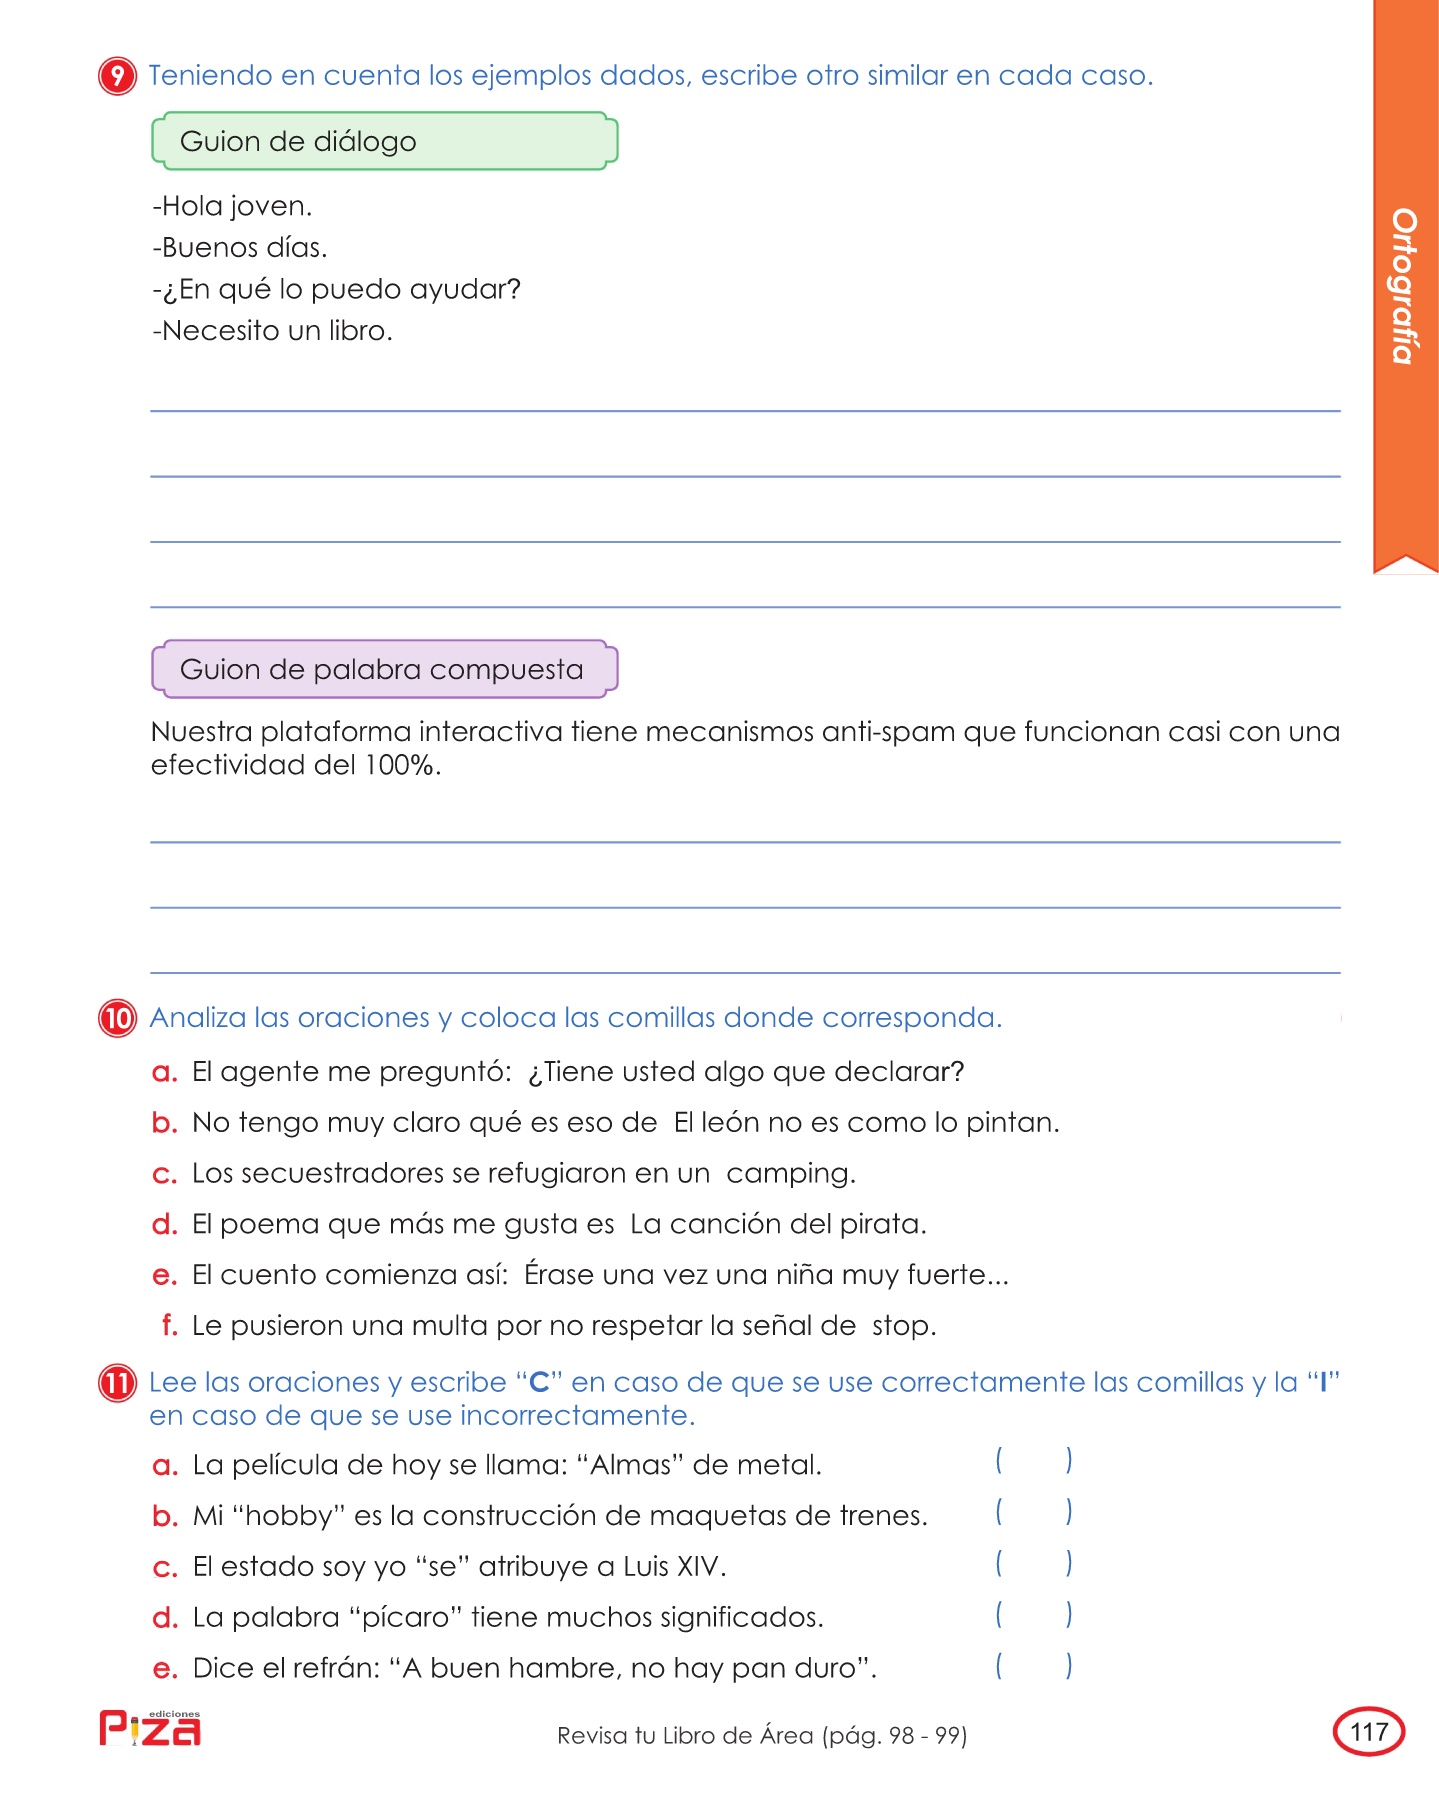 9 Teniendo en cuenta los ejemplos dados, escribe otro similar en cada caso.
Guion de diálogo
-Hola joven.
-Buenos días.
-¿En qué lo puedo ayudar?
-Necesito un libro.
Ortografía
Guion de palabra compuesta
Nuestra plataforma interactiva tiene mecanismos anti-spam que funcionan casi con una
efectividad del 100%.
10 Analiza las oraciones y coloca las comillas donde corresponda.
a. El agente me preguntó: ¿Tiene usted algo que declarar?
b. No tengo muy claro qué es eso de El león no es como lo pintan.
c. Los secuestradores se refugiaron en un camping.
d. El poema que más me gusta es La canción del pirata.
e. El cuento comienza así: Érase una vez una niña muy fuerte...
f. Le pusieron una multa por no respetar la señal de stop.
11 Lee las oraciones y escribe “C” en caso de que se use correctamente las comillas y la “I”
en caso de que se use incorrectamente.
a. La película de hoy se llama: “Almas” de metal. ( )
b. Mi “hobby” es la construcción de maquetas de trenes. ( )
c. El estado soy yo “se” atribuye a Luis XIV. ( )
d. La palabra “pícaro” tiene muchos significados. ( )
e. Dice el refrán: “A buen hambre, no hay pan duro”. ( )
ediciones
Piza
Revisa tu Libro de Área (pág. 98 - 99)
117